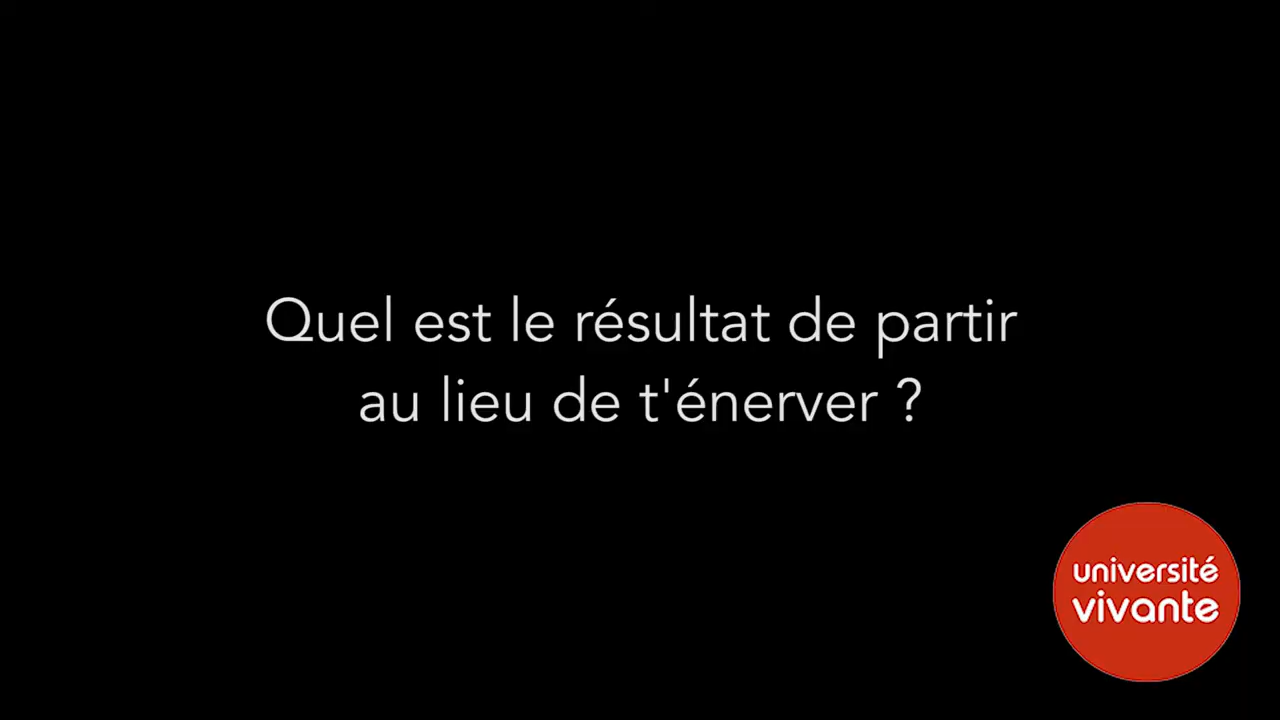 Quel est le résultat de partir
au lieu de t'énerver ?
université
vivante